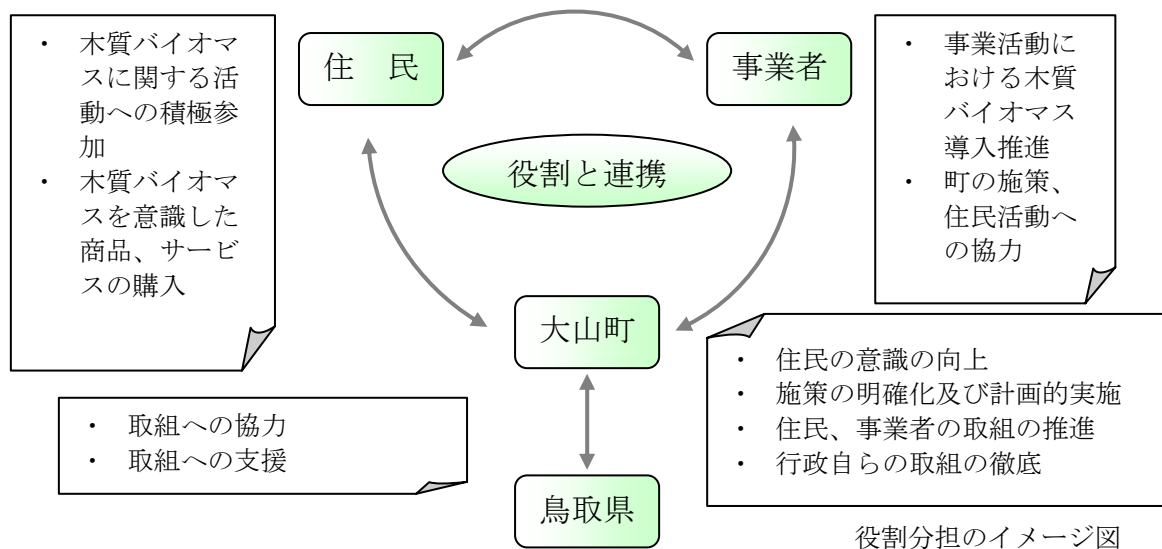 ・ 木質バイオマ
スに関する活
動への積極参
加
・ 木質バイオマ
スを意識した
商品、サービ
スの購入
住 民
事業者
・ 事業活動に
おける木質
バイオマス
導入推進
・ 町の施策、
住民活動へ
の協力
役割と連携
大山町
・ 住民の意識の向上
・ 施策の明確化及び計画的実施
・ 住民、事業者の取組の推進
・ 行政自らの取組の徹底
・ 取組への協力
・ 取組への支援
鳥取県
役割分担のイメージ図